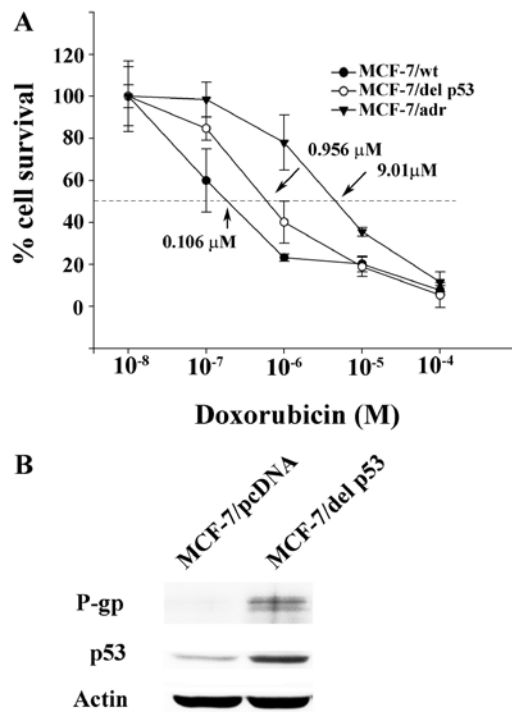 A
120
100
80
60
40
20
0
% cell survival
MCF-7/wt
MCF-7/del p53
MCF-7/adr
0.956 μM
9.01μM
0.106 μM
10⁻⁸ 10⁻⁷ 10⁻⁶ 10⁻⁵ 10⁻⁴
Doxorubicin (M)
B
MCF-7/pcDNA
MCF-7/del p53
P-gp
p53
Actin